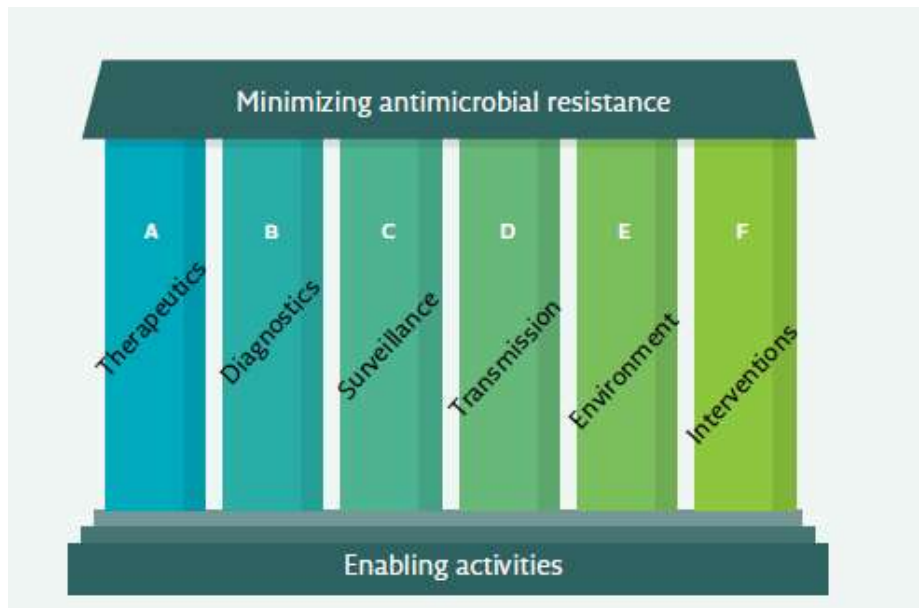 Minimizing antimicrobial resistance
A
B
C
D
E
F
Therapeutics
Diagnostics
Surveillance
Transmission
Environment
Interventions
Enabling activities